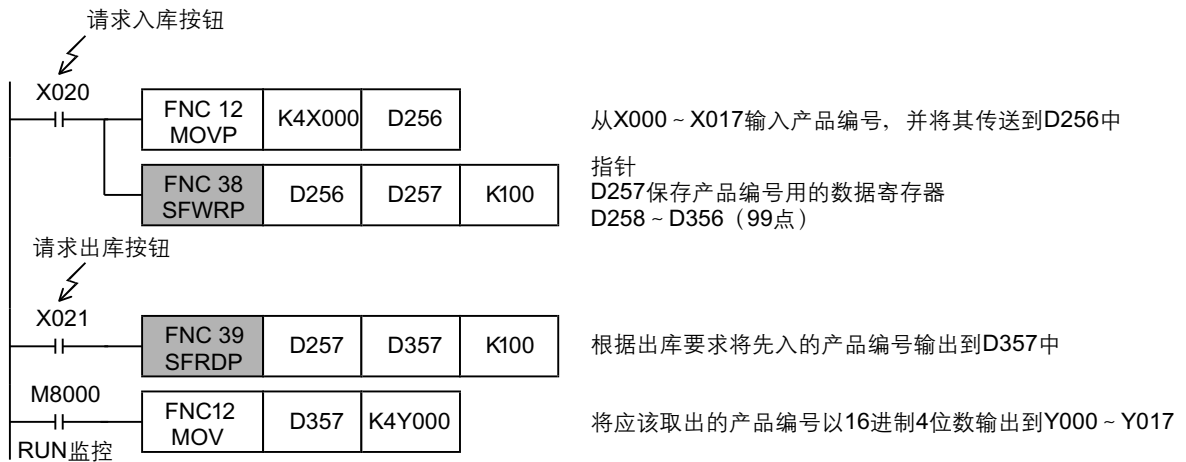 请求入库按钮
X020
FNC 12 MOVP K4X000 D256 从X000~X017输入产品编号，并将其传送到D256中
指针
FNC 38 SFWRP D256 D257 K100 D257保存产品编号用的数据寄存器
D258~D356（99点）
请求出库按钮
X021
FNC 39 SFRDP D257 D357 K100 根据出库要求将先入的产品编号输出到D357中
M8000
FNC12 MOV D357 K4Y000 将应该取出的产品编号以16进制4位数输出到Y000~Y017
RUN监控